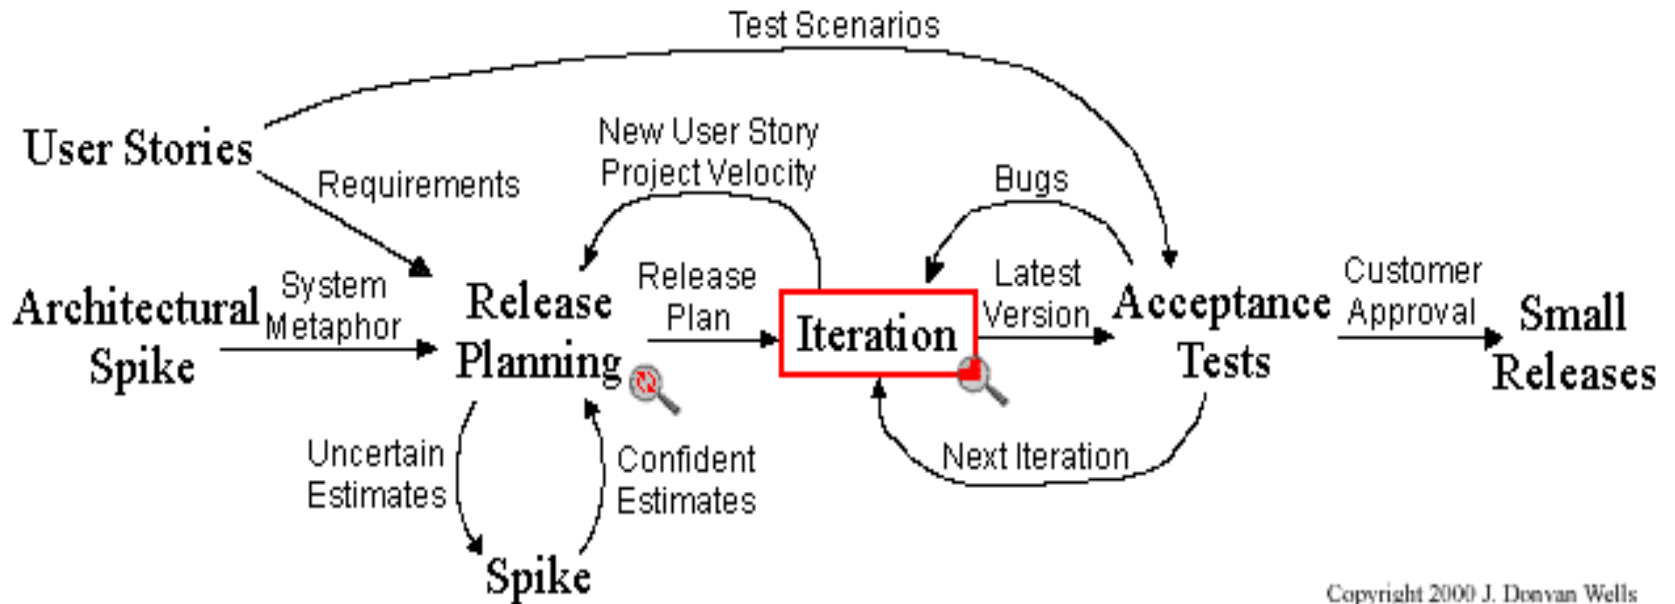 Test Scenarios
User Stories
New User Story
Project Velocity
Bugs
Requirements
Architectural
Spike
System
Metaphor
Release
Planning
Release
Plan
Iteration
Latest
Version
Acceptance
Tests
Customer
Approval
Small
Releases
Uncertain
Estimates
Confident
Estimates
Next Iteration
Spike
Copyright 2000 J. Donvan Wells